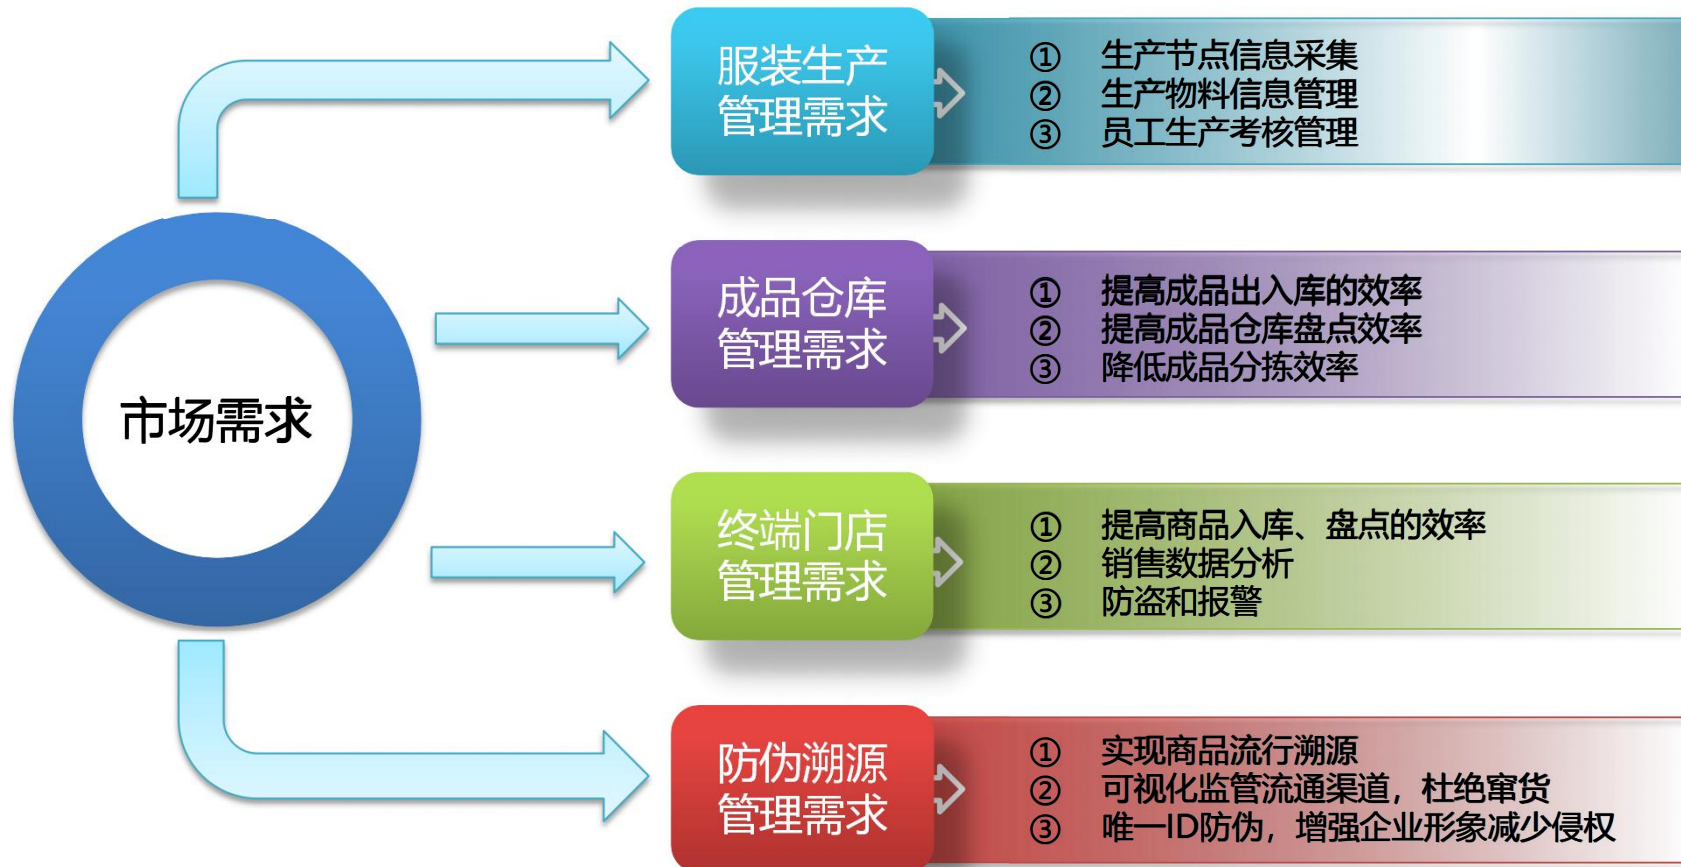 市场需求
服装生产
管理需求
① 生产节点信息采集
② 生产物料信息管理
③ 员工生产考核管理
成品仓库
管理需求
① 提高成品出入库的效率
② 提高成品仓库盘点效率
③ 降低成品分拣效率
终端门店
管理需求
① 提高商品入库、盘点的效率
② 销售数据分析
③ 防盗和报警
防伪溯源
管理需求
① 实现商品流行溯源
② 可视化监管流通渠道，杜绝窜货
③ 唯一ID防伪，增强企业形象减少侵权